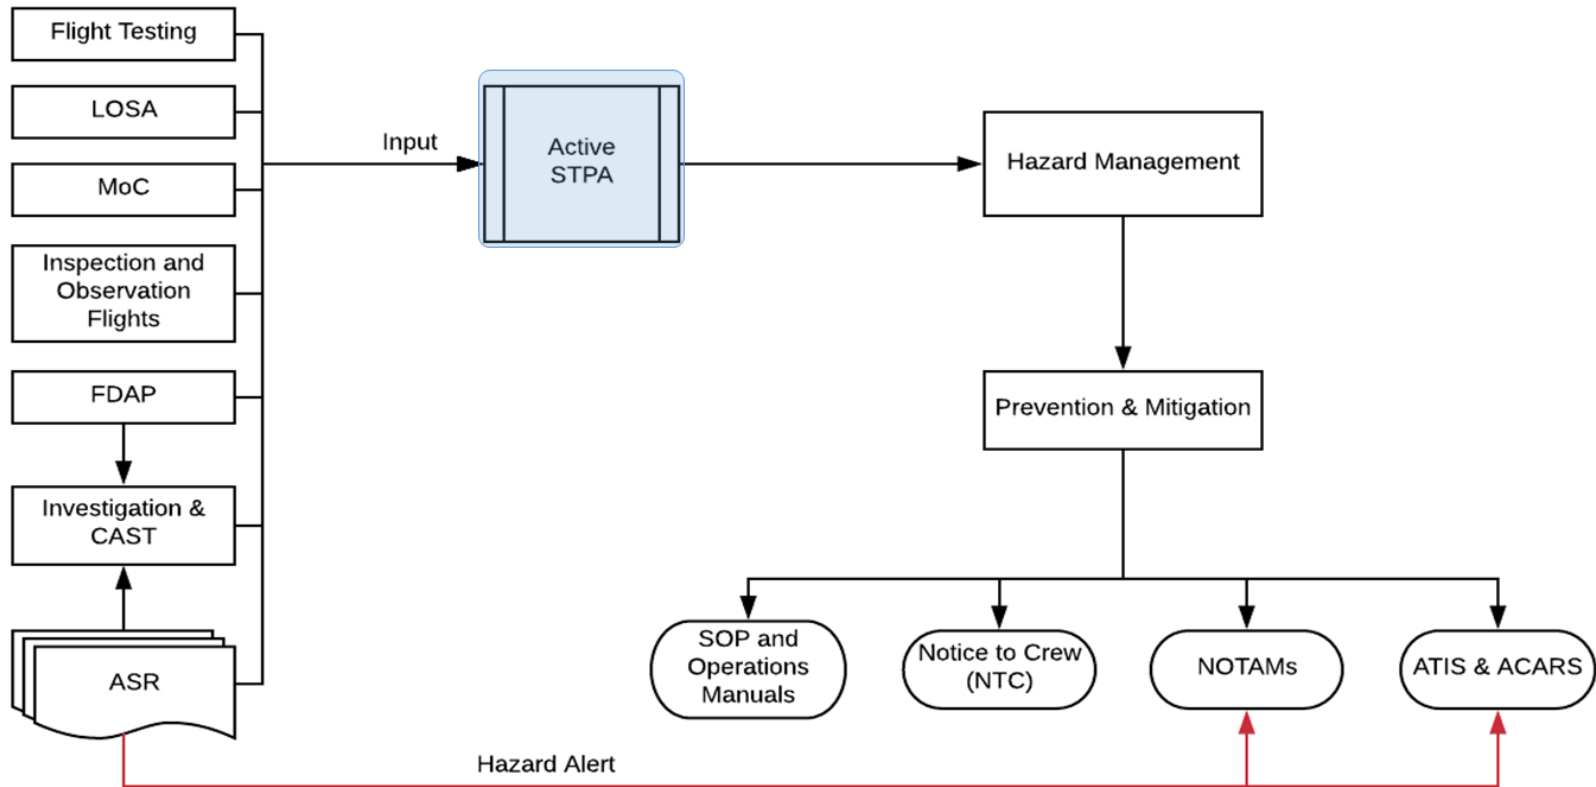 Flight Testing
LOSA
MoC
Inspection and
Observation
Flights
FDAP
Investigation &
CAST
ASR
Input
Active
STPA
Hazard Management
Prevention & Mitigation
SOP and
Operations
Manuals
Notice to Crew
(NTC)
NOTAMs
ATIS & ACARS
Hazard Alert